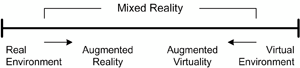 Mixed Reality
Real Environment
Augmented Reality
Augmented Virtuality
Virtual Environment